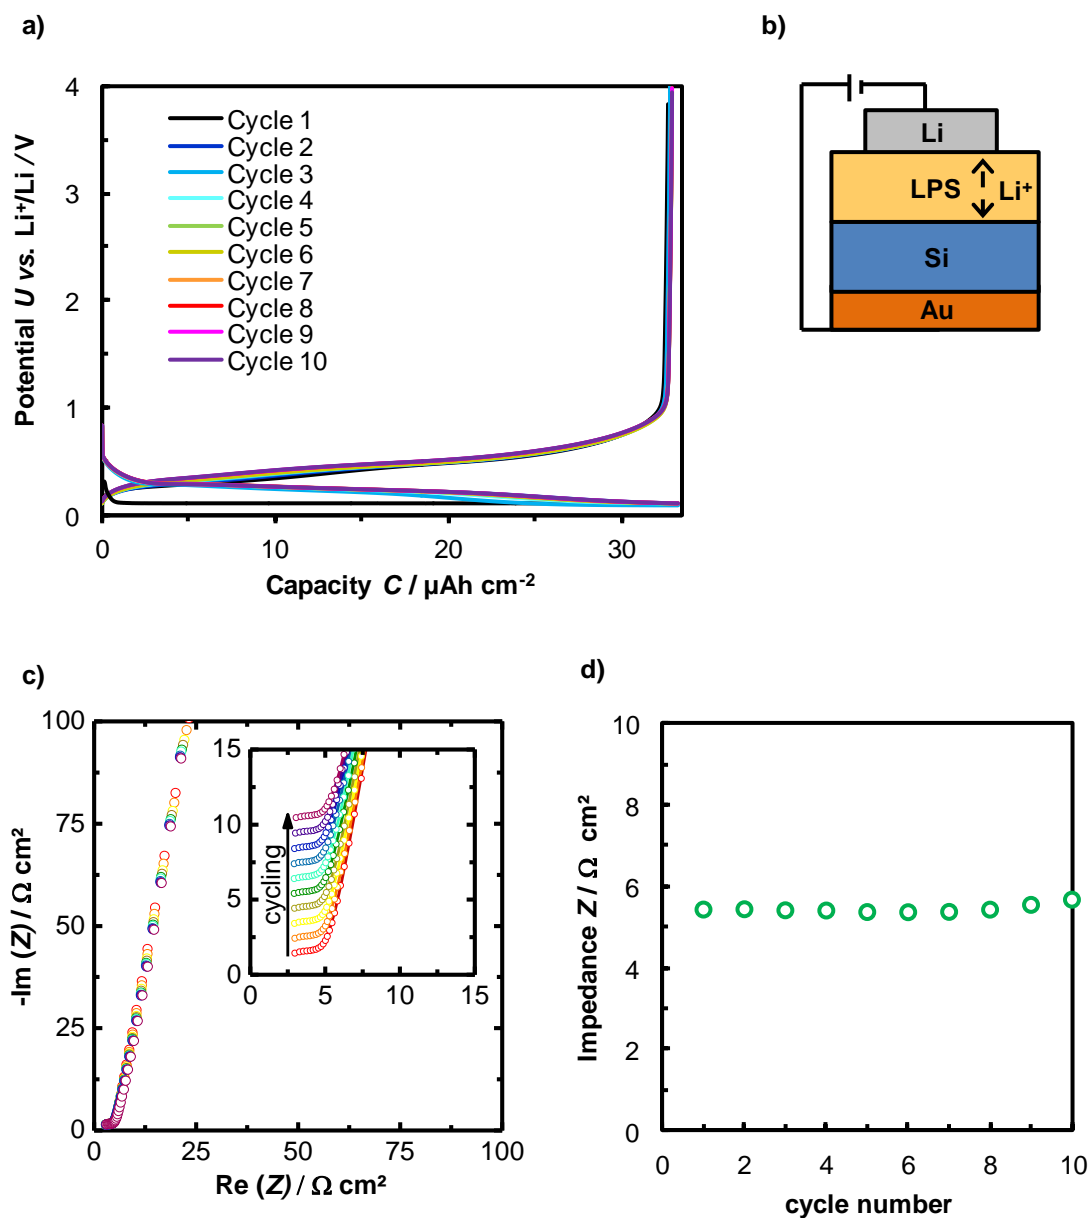 a)
b)
Potential U vs. Li⁺/Li / V
4
3
2
1
0
Cycle 1
Cycle 2
Cycle 3
Cycle 4
Cycle 5
Cycle 6
Cycle 7
Cycle 8
Cycle 9
Cycle 10
0 10 20 30
Capacity C / µAh cm⁻²
Li
LPS
Li⁺
Si
Au
c)
d)
-Im (Z) / Ω cm²
100
75
50
25
0
0 25 50 75 100
Re (Z) / Ω cm²
15
10
5
0
cycling
0 5 10 15
Impedance Z / Ω cm²
10
8
6
4
2
0
0 2 4 6 8 10
cycle number